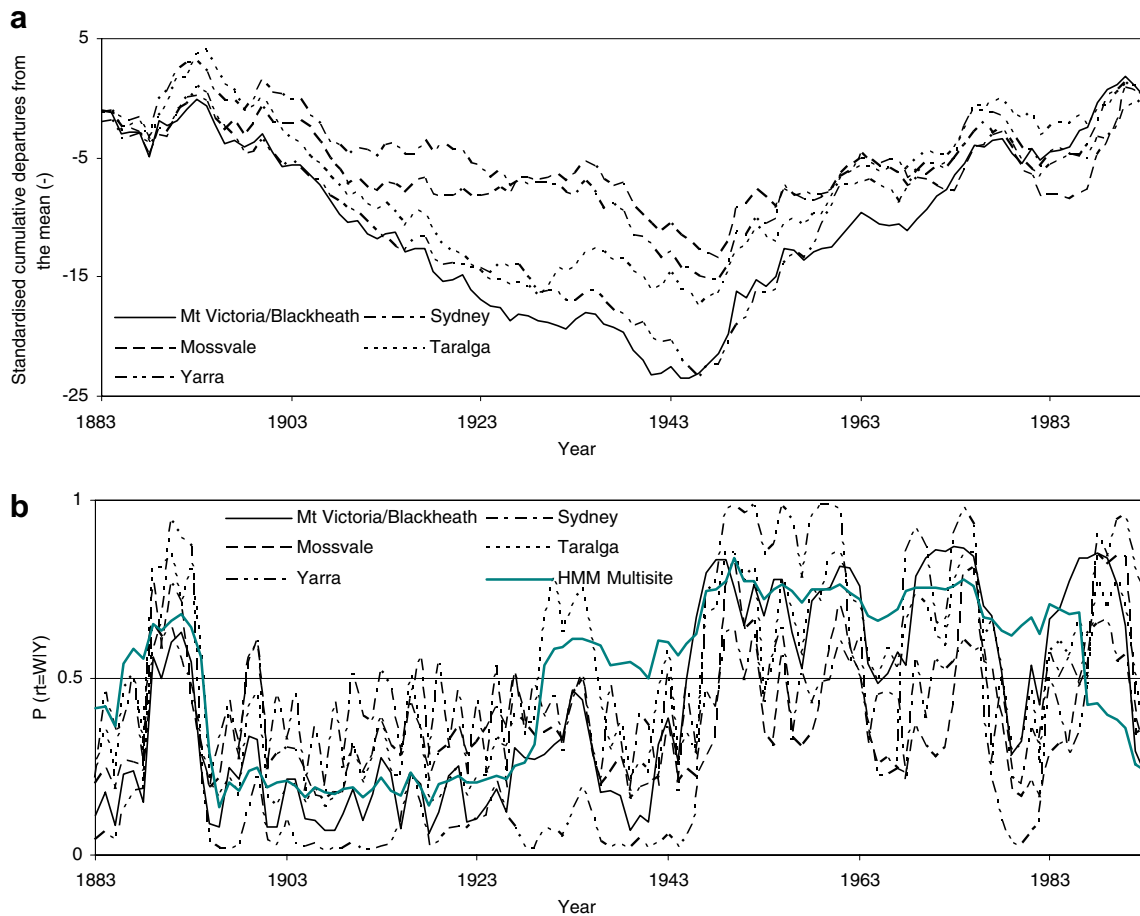 a
5
-5
-15
-25
Standardised cumulative departures from
the mean (-)
Mt Victoria/Blackheath
Sydney
Mossvale
Taralga
Yarra
1883
1903
1923
1943
1963
1983
Year
b
1
0.5
0
P (rt=W|Y)
Mt Victoria/Blackheath
Sydney
Mossvale
Taralga
Yarra
HMM Multisite
1883
1903
1923
1943
1963
1983
Year